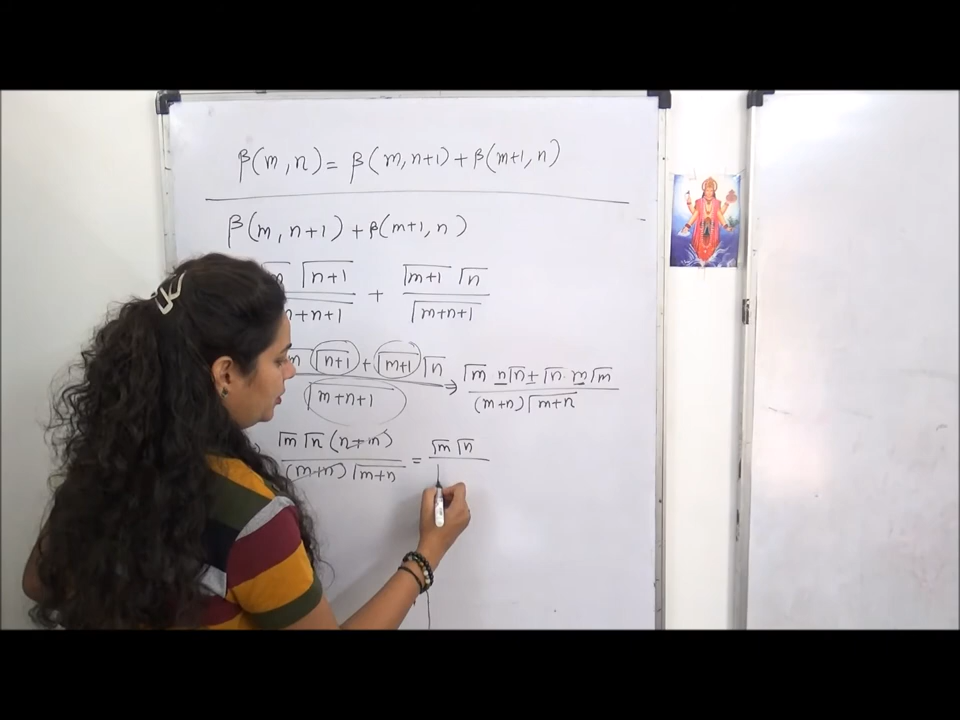 β(m,n) = β(m,n+1) + β(m+1,n)
β(m,n+1) + β(m+1,n)
m Γn+1 / +n+1 + Γm+1 Γn / Γm+n+1
m Γn+1 + Γm+1 Γn / Γm+n+1 ⇒ Γm nΓn + Γn · mΓm / (m+n) Γm+n
Γm Γn (n+m) / (m+n) Γm+n = Γm Γn